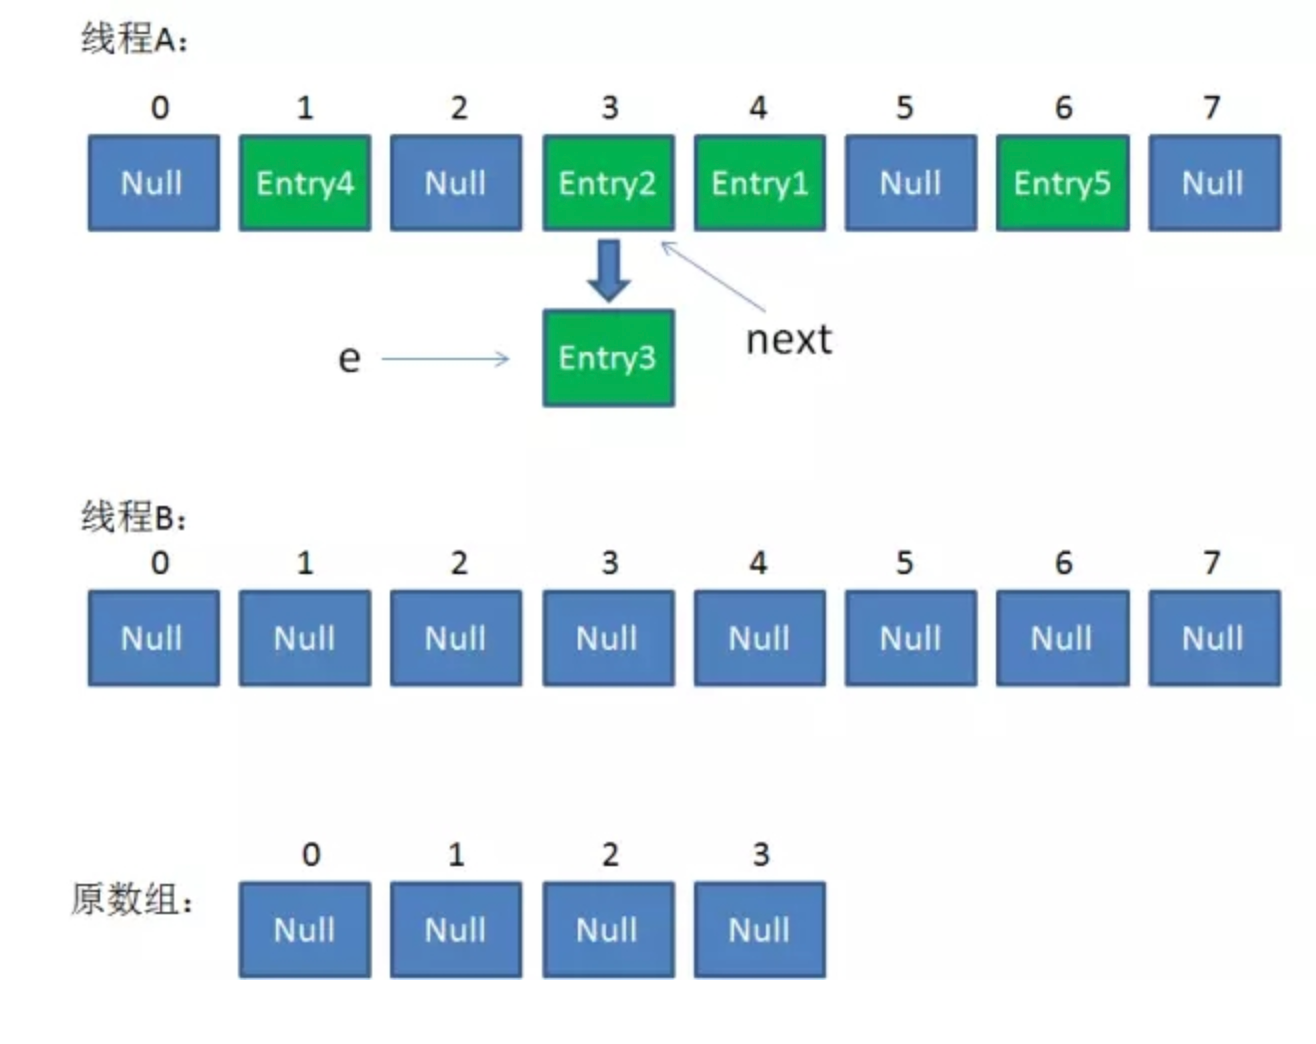 线程A：
0 1 2 3 4 5 6 7
Null Entry4 Null Entry2 Entry1 Null Entry5 Null
e Entry3 next
线程B：
0 1 2 3 4 5 6 7
Null Null Null Null Null Null Null Null
0 1 2 3
原数组：
Null Null Null Null